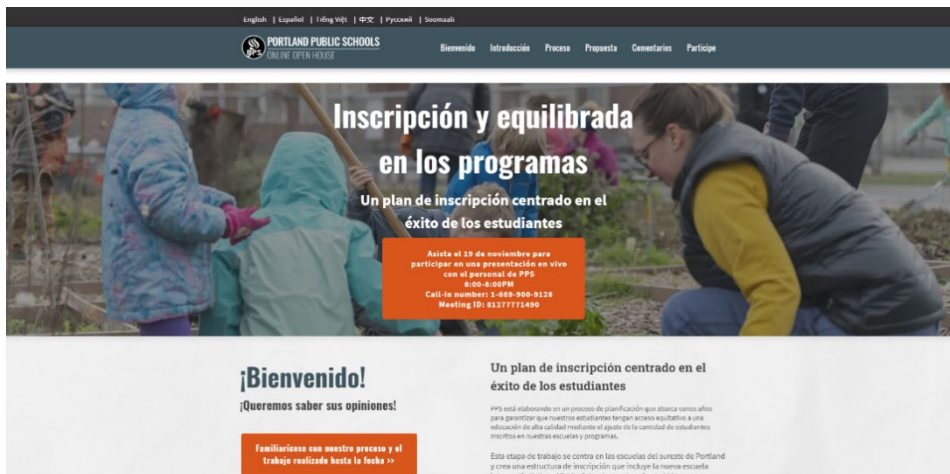 English | Español | Tiếng Việt | 中文 | Русский | Soomaali
PORTLAND PUBLIC SCHOOLS
ONLINE OPEN HOUSE
Bienvenido Introducción Proceso Propuesta Comentarios Participe
Inscripción y equilibrada
en los programas
Un plan de inscripción centrado en el
éxito de los estudiantes
Asista el 19 de noviembre para
participar en una presentación en vivo
con el personal de PPS
6:00-8:00PM
Call-in number: 1-669-900-9128
Meeting ID: 81277771490
¡Bienvenido!
¡Queremos saber sus opiniones!
Familiarícese con nuestro proceso y el
trabajo realizado hasta la fecha >>
Un plan de inscripción centrado en el
éxito de los estudiantes
PPS está elaborando en un proceso de planificación que abarca varios años
para garantizar que nuestros estudiantes tengan acceso equitativo a una
educación de alta calidad mediante el ajuste de la cantidad de estudiantes
inscritos en nuestras escuelas y programas.
Esta etapa de trabajo se centra en las escuelas del sureste de Portland
y crea una estructura de inscripción que incluye la nueva escuela